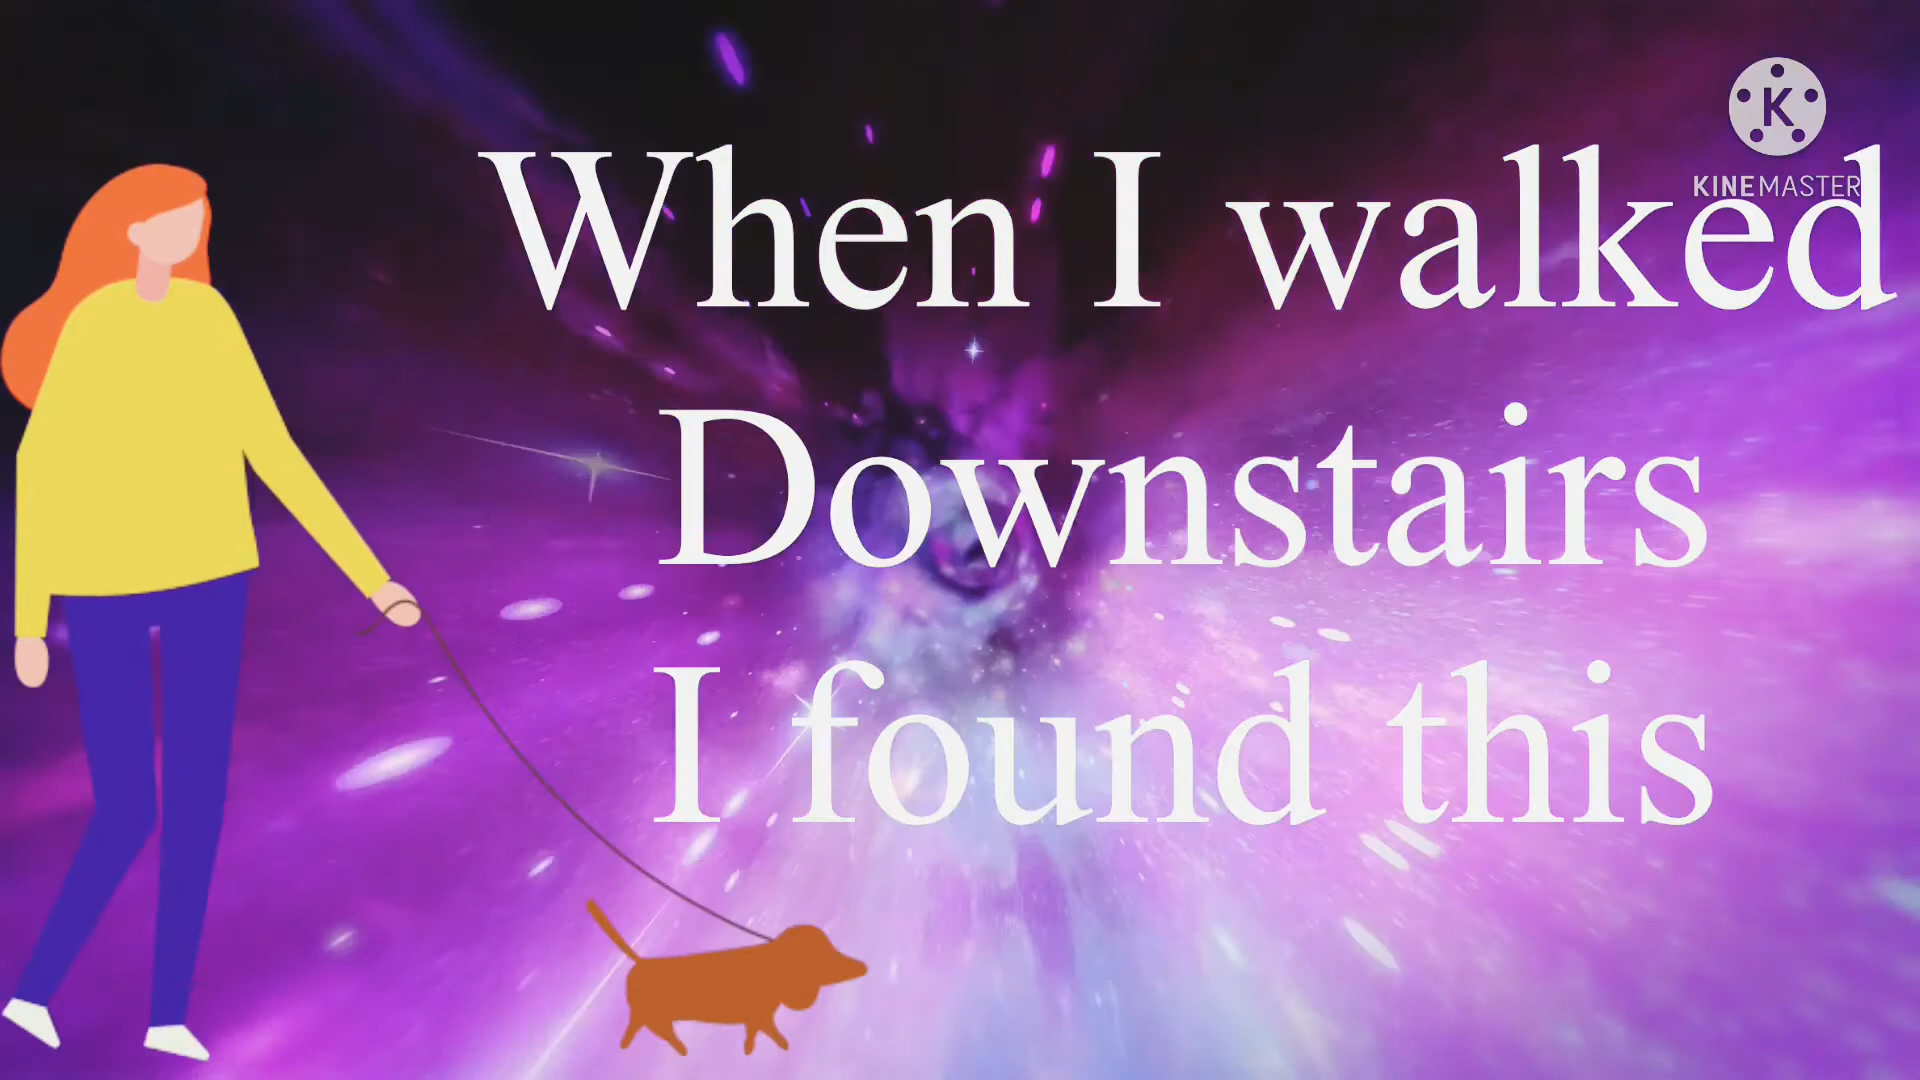 K
KINEMASTER
When I walked
Downstairs
I found this